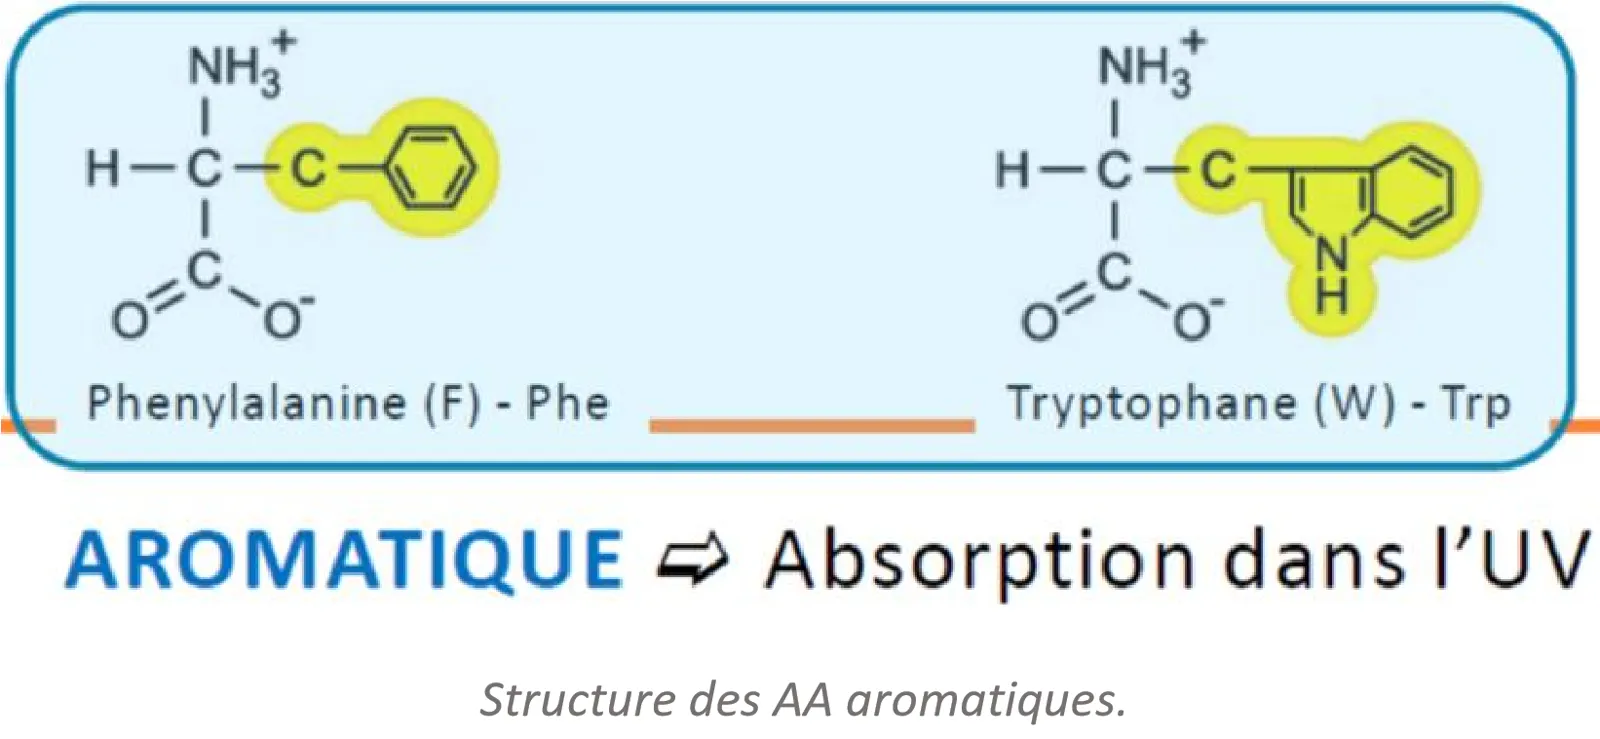 NH3+ NH3+
H C C H C C
N
H
C C
O O- O O-
Phenylalanine (F) - Phe Tryptophane (W) - Trp
AROMATIQUE ⇨ Absorption dans l’UV
Structure des AA aromatiques.